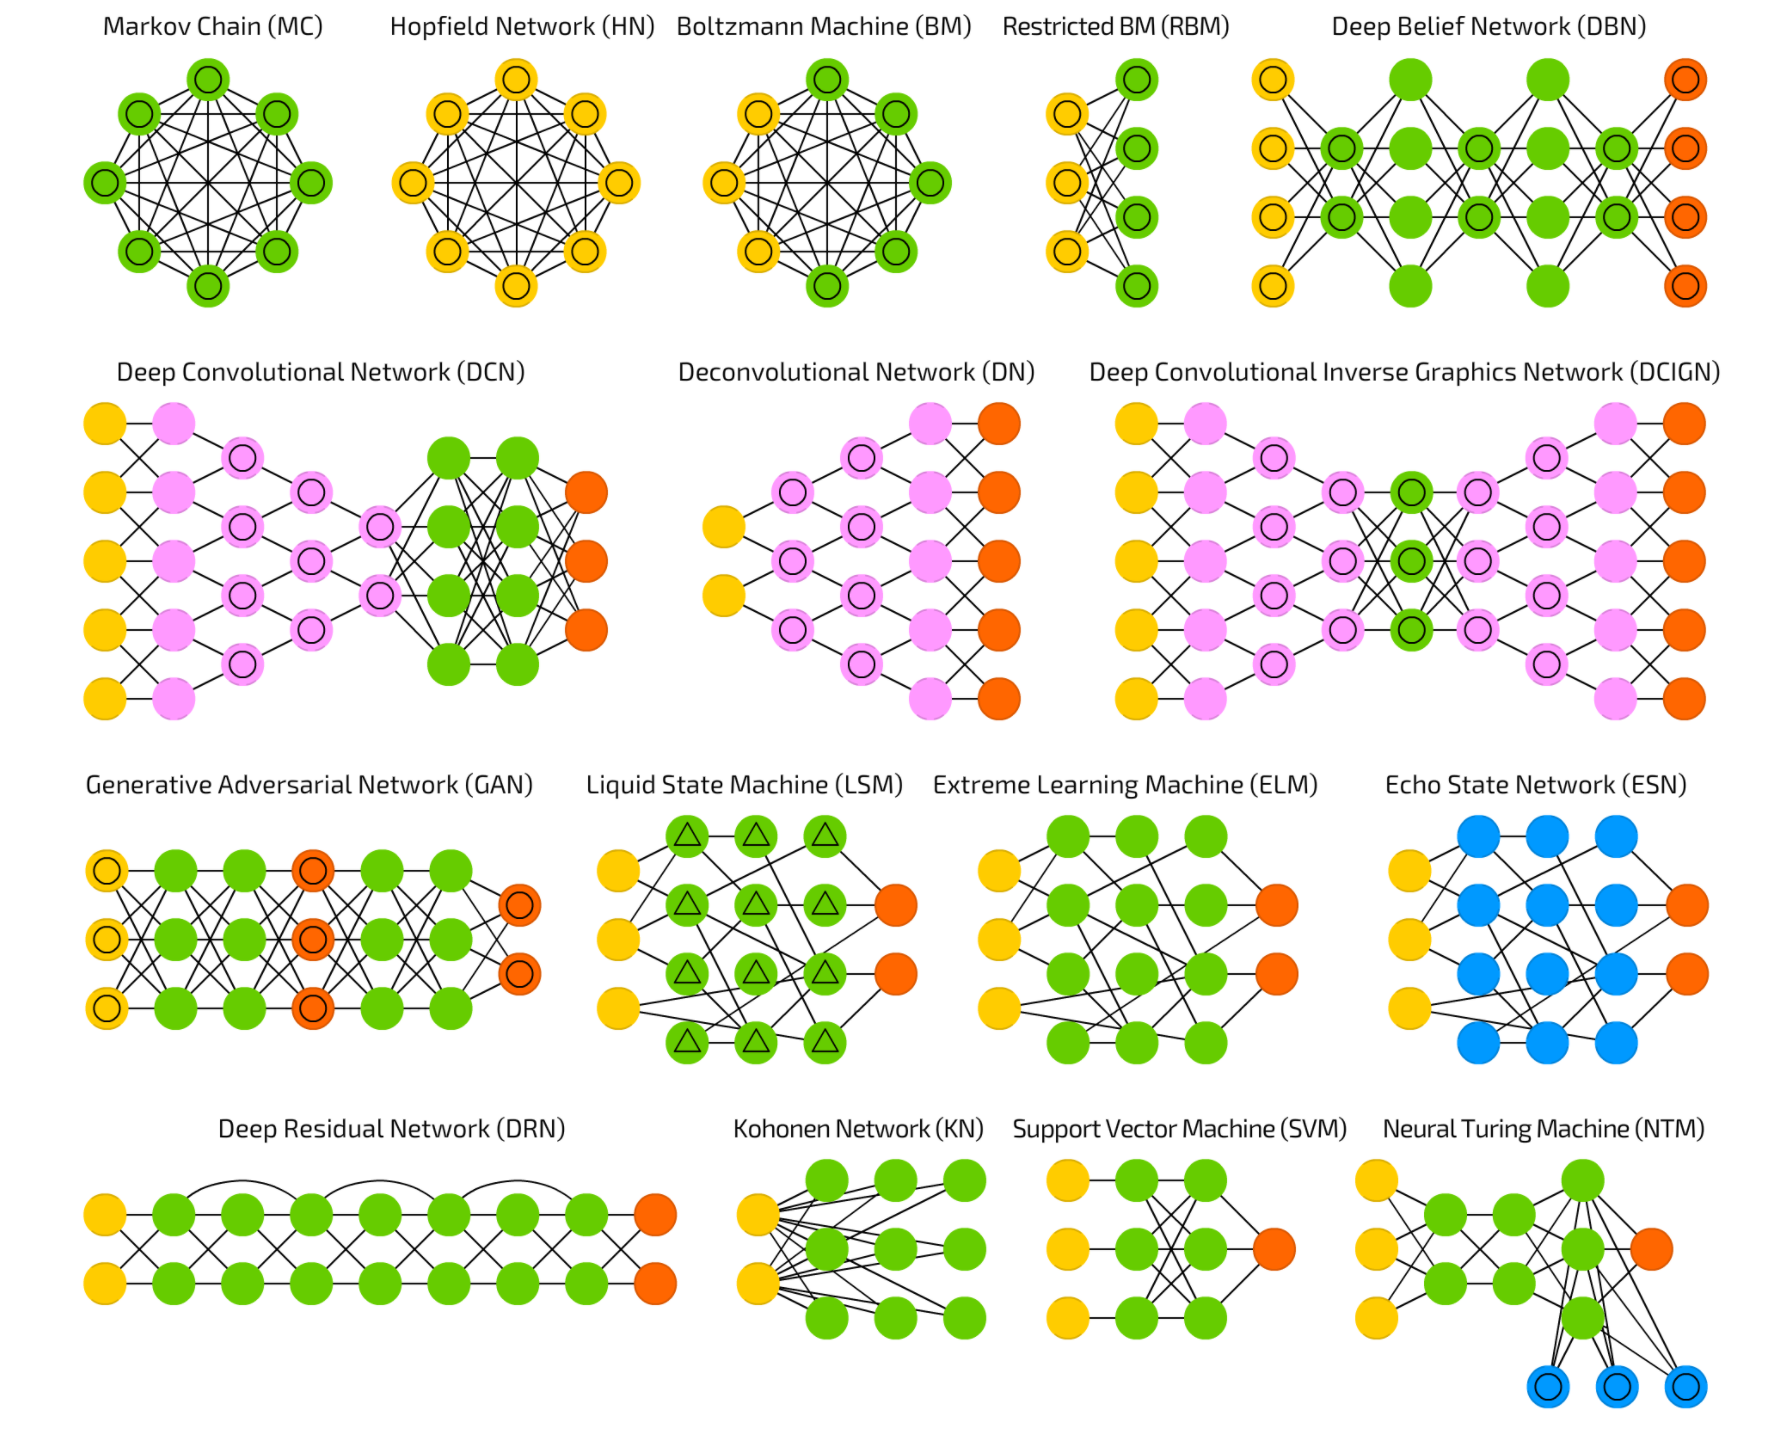 Markov Chain (MC)
Hopfield Network (HN)
Boltzmann Machine (BM)
Restricted BM (RBM)
Deep Belief Network (DBN)
Deep Convolutional Network (DCN)
Deconvolutional Network (DN)
Deep Convolutional Inverse Graphics Network (DCIGN)
Generative Adversarial Network (GAN)
Liquid State Machine (LSM)
Extreme Learning Machine (ELM)
Echo State Network (ESN)
Deep Residual Network (DRN)
Kohonen Network (KN)
Support Vector Machine (SVM)
Neural Turing Machine (NTM)